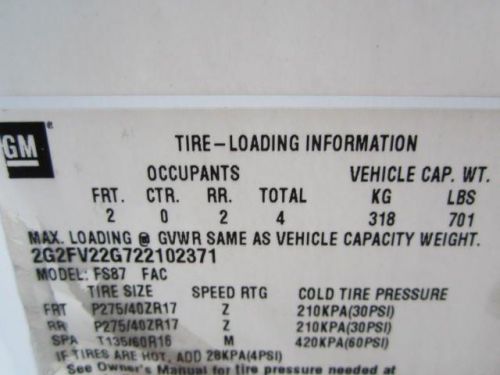 GM
TIRE-LOADING INFORMATION
OCCUPANTS VEHICLE CAP. WT.
FRT. CTR. RR. TOTAL KG LBS
2 0 2 4 318 701
MAX. LOADING @ GVWR SAME AS VEHICLE CAPACITY WEIGHT.
2G2FV22G722102371
MODEL: FS87 FAC
TIRE SIZE SPEED RTG COLD TIRE PRESSURE
FRT P275/40ZR17 Z 210KPA(30PSI)
RR P275/40ZR17 Z 210KPA(30PSI)
SPA T135/60R16 M 420KPA(60PSI)
IF TIRES ARE HOT, ADD 28KPA(4PSI)
See Owner's Manual for tire pressure needed at